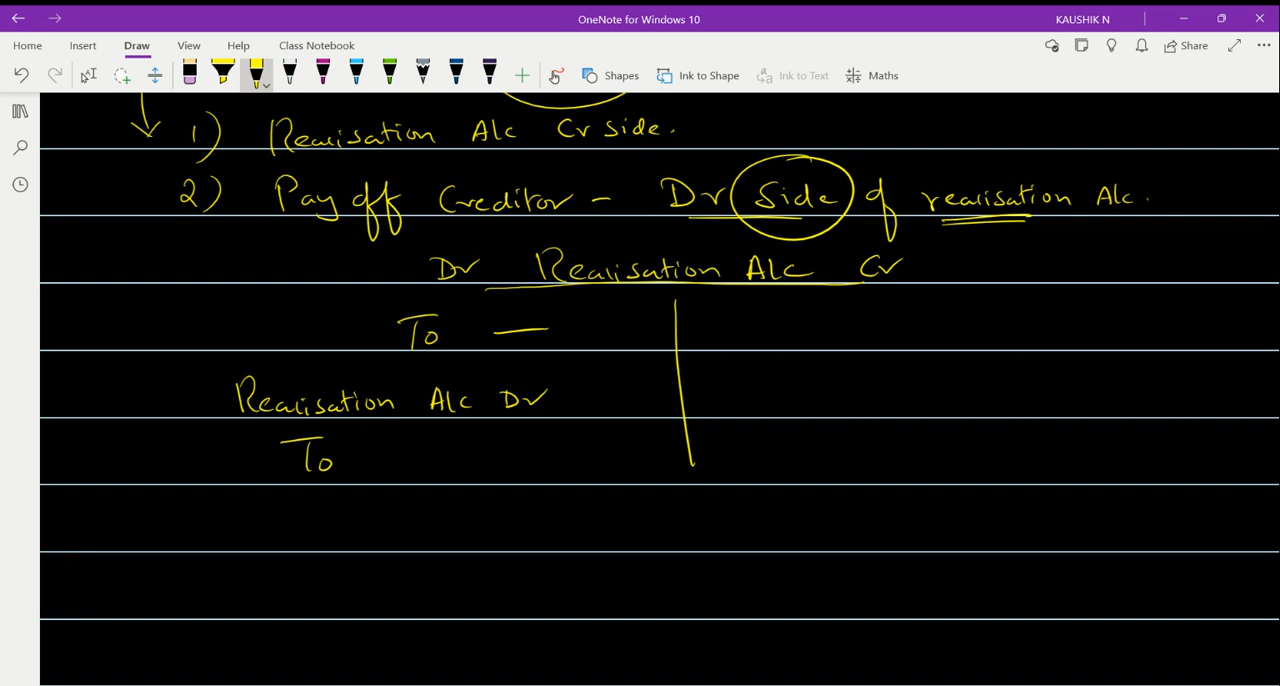 OneNote for Windows 10
KAUSHIK N
Home Insert Draw View Help Class Notebook
Share
Shapes Ink to Shape Ink to Text Maths
1) Realisation A/c Cr side.
2) Pay off Creditor - Dr Side of realisation A/c.
Dr Realisation A/c Cr
To —
Realisation A/c Dr
To